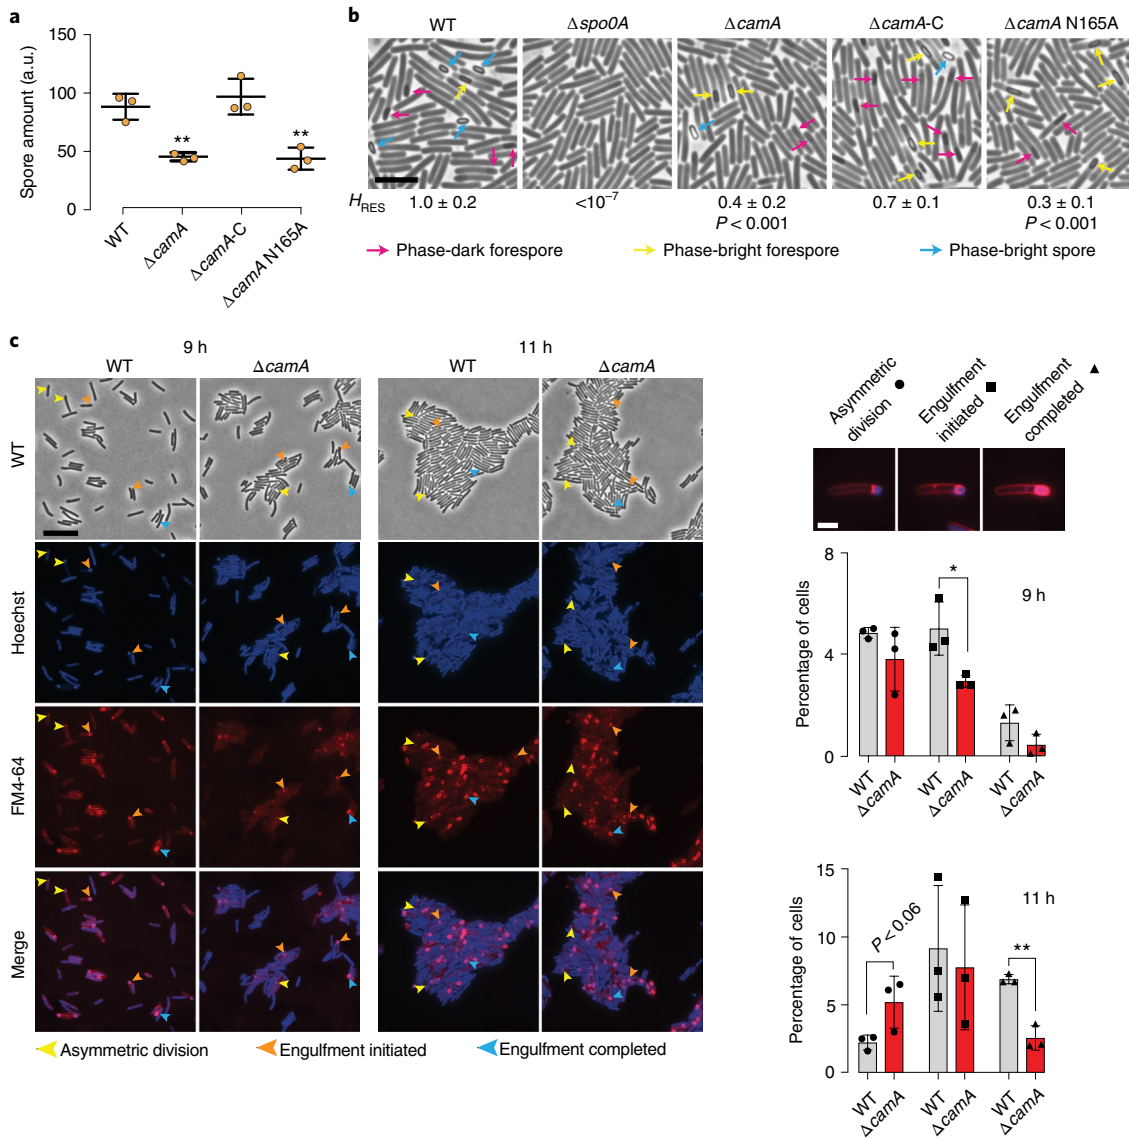 a
150
100
50
0
Spore amount (a.u.)
**
**
WT
ΔcamA
ΔcamA-C
ΔcamA N165A
b
WT
Δspo0A
ΔcamA
ΔcamA-C
ΔcamA N165A
H_RES
1.0 ± 0.2
<10⁻⁷
0.4 ± 0.2
P < 0.001
0.7 ± 0.1
0.3 ± 0.1
P < 0.001
Phase-dark forespore
Phase-bright forespore
Phase-bright spore
c
9 h
11 h
WT
ΔcamA
WT
ΔcamA
WT
Hoechst
FM4-64
Merge
Asymmetric division
Engulfment initiated
Engulfment completed
Asymmetric
division
Engulfment
initiated
Engulfment
completed
8
4
0
Percentage of cells
*
9 h
WT
ΔcamA
WT
ΔcamA
WT
ΔcamA
15
10
5
0
Percentage of cells
P < 0.06
**
11 h
WT
ΔcamA
WT
ΔcamA
WT
ΔcamA